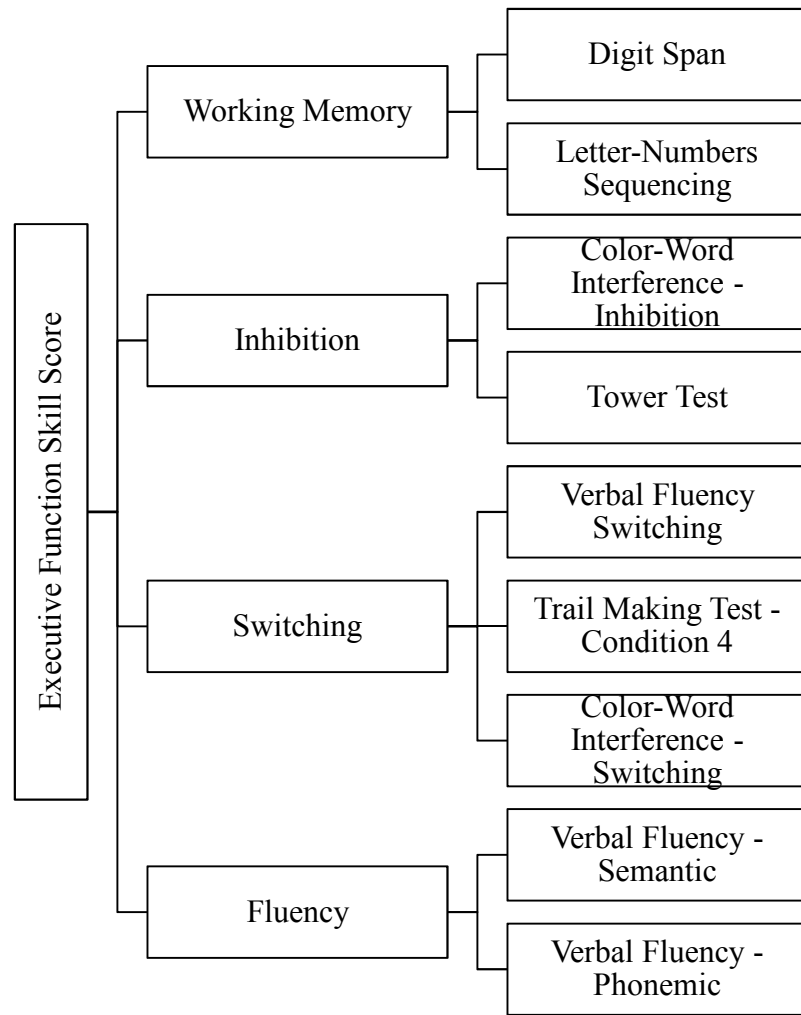 Executive Function Skill Score
Working Memory
Digit Span
Letter-Numbers
Sequencing
Inhibition
Color-Word
Interference -
Inhibition
Tower Test
Switching
Verbal Fluency
Switching
Trail Making Test -
Condition 4
Color-Word
Interference -
Switching
Fluency
Verbal Fluency -
Semantic
Verbal Fluency -
Phonemic